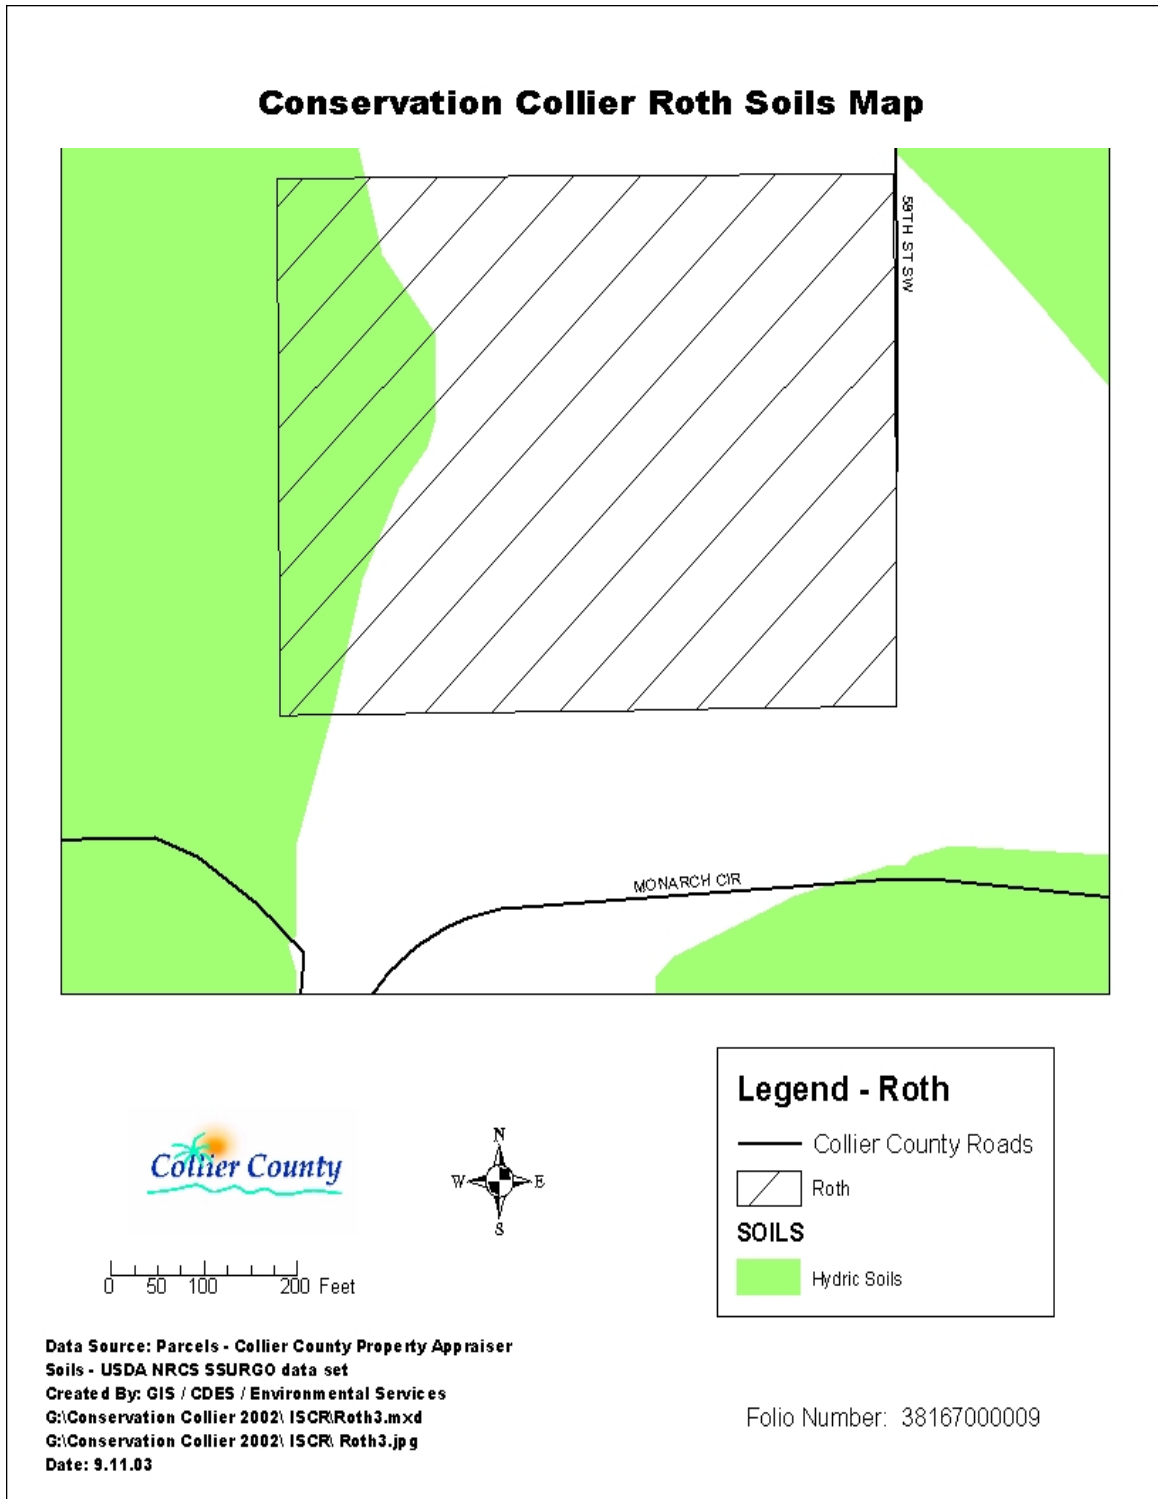 Conservation Collier Roth Soils Map
59TH ST SW
MONARCH CIR
Legend - Roth
Collier County Roads
Roth
SOILS
Hydric Soils
Collier County
N
W E
S
0 50 100 200 Feet
Data Source: Parcels - Collier County Property Appraiser
Soils - USDA NRCS SSURGO data set
Created By: GIS / CDES / Environmental Services
G:\Conservation Collier 2002\ ISCR\Roth3.mxd
G:\Conservation Collier 2002\ ISCR\ Roth3.jpg
Date: 9.11.03
Folio Number: 38167000009